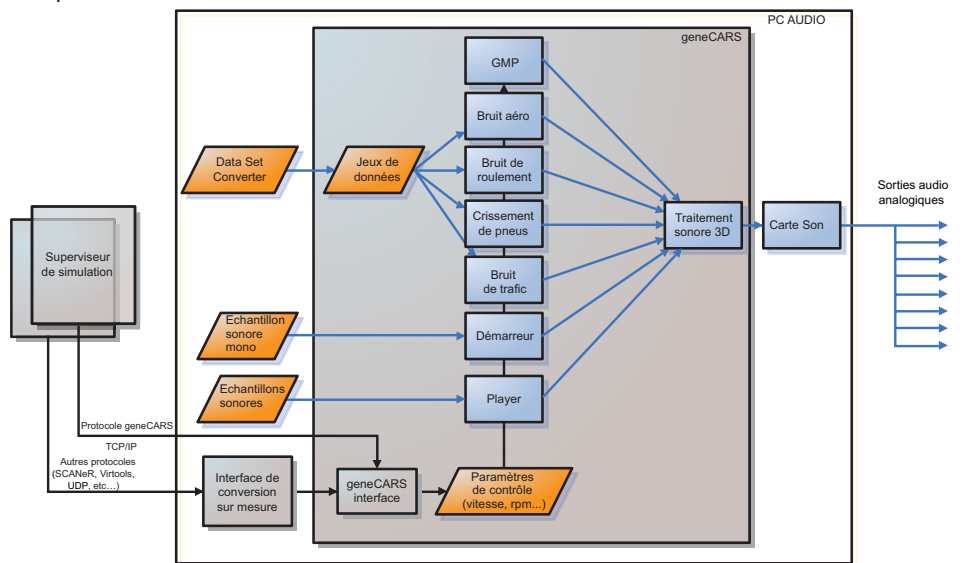 PC AUDIO
geneCARS
GMP
Bruit aéro
Data Set
Converter
Jeux de
données
Bruit de
roulement
Crissement
de pneus
Bruit
de trafic
Traitement
sonore 3D
Carte Son
Sorties audio
analogiques
Superviseur
de simulation
Echantillon
sonore
mono
Démarreur
Echantillons
sonores
Player
Protocole geneCARS
TCP/IP
Autres protocoles
(SCANeR, Virtools,
UDP, etc...)
Interface de
conversion
sur mesure
geneCARS
interface
Paramètres
de contrôle
(vitesse, rpm...)